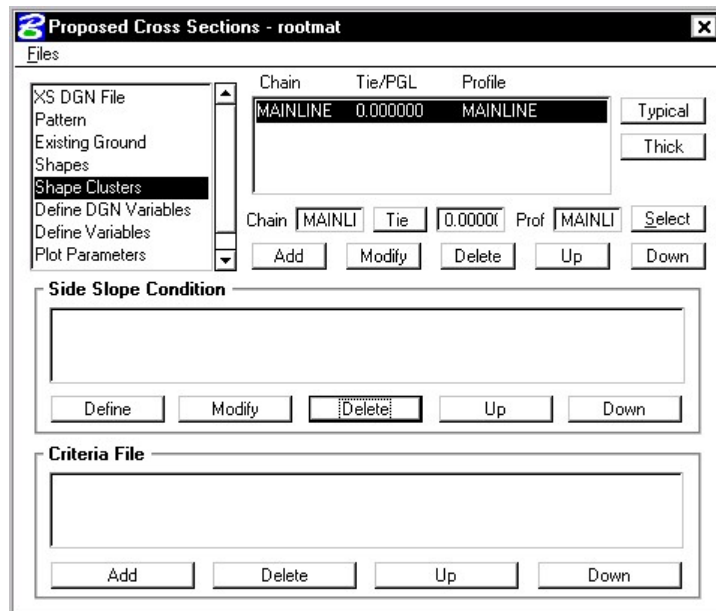 Proposed Cross Sections - rootmat
Files
XS DGN File
Pattern
Existing Ground
Shapes
Shape Clusters
Define DGN Variables
Define Variables
Plot Parameters
Chain Tie/PGL Profile
MAINLINE 0.000000 MAINLINE
Typical
Thick
Chain MAINLI Tie 0.0000( Prof MAINLI Select
Add Modify Delete Up Down
Side Slope Condition
Define Modify Delete Up Down
Criteria File
Add Delete Up Down